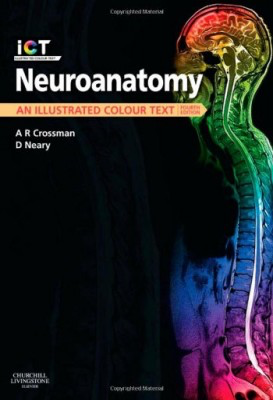 iCT
ILLUSTRATED COLOUR TEXT
Neuroanatomy
AN ILLUSTRATED COLOUR TEXT
FOURTH
EDITION
A R Crossman
D Neary
CHURCHILL
LIVINGSTONE
ELSEVIER